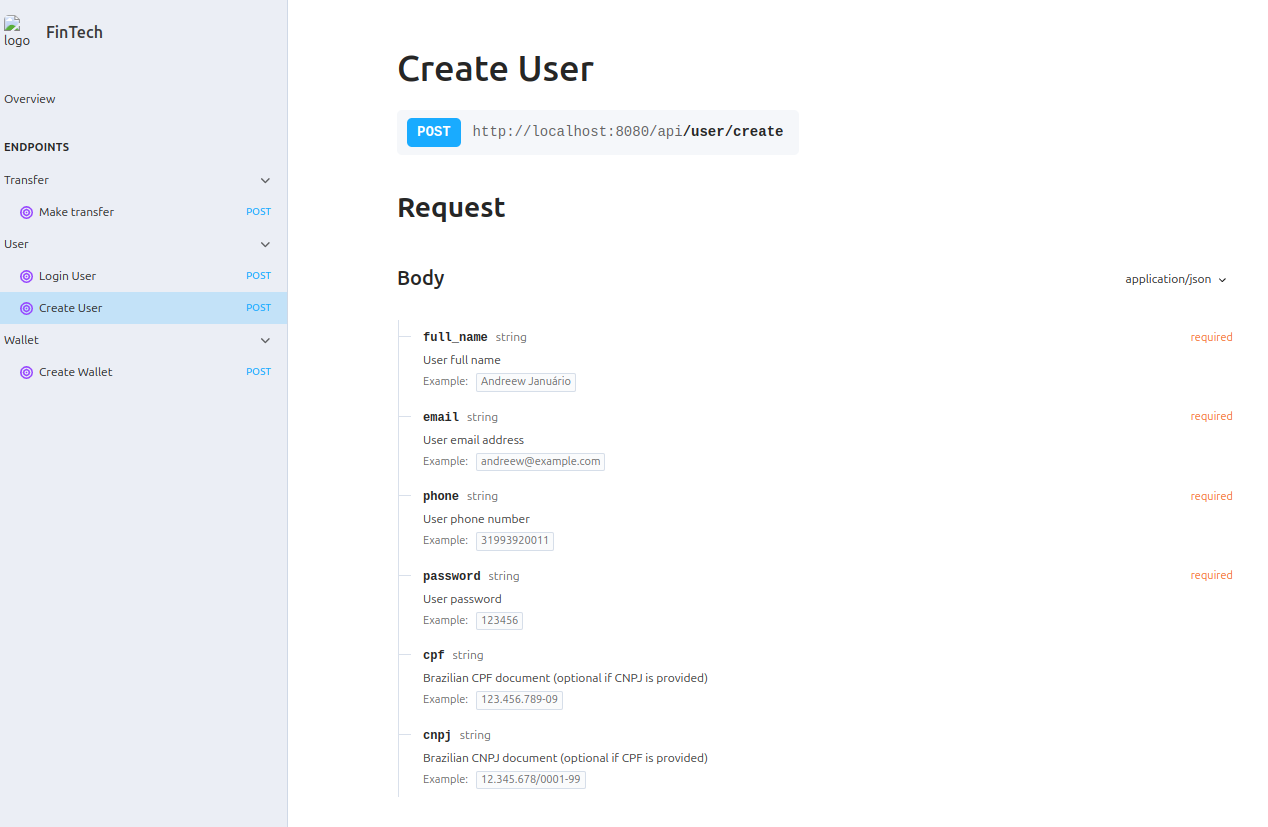 logo
FinTech
Overview
ENDPOINTS
Transfer
Make transfer POST
User
Login User POST
Create User POST
Wallet
Create Wallet POST
Create User
POST http://localhost:8080/api/user/create
Request
Body application/json
full_name string required
User full name
Example: Andreew Januário
email string required
User email address
Example: andreew@example.com
phone string required
User phone number
Example: 31993920011
password string required
User password
Example: 123456
cpf string
Brazilian CPF document (optional if CNPJ is provided)
Example: 123.456.789-09
cnpj string
Brazilian CNPJ document (optional if CPF is provided)
Example: 12.345.678/0001-99